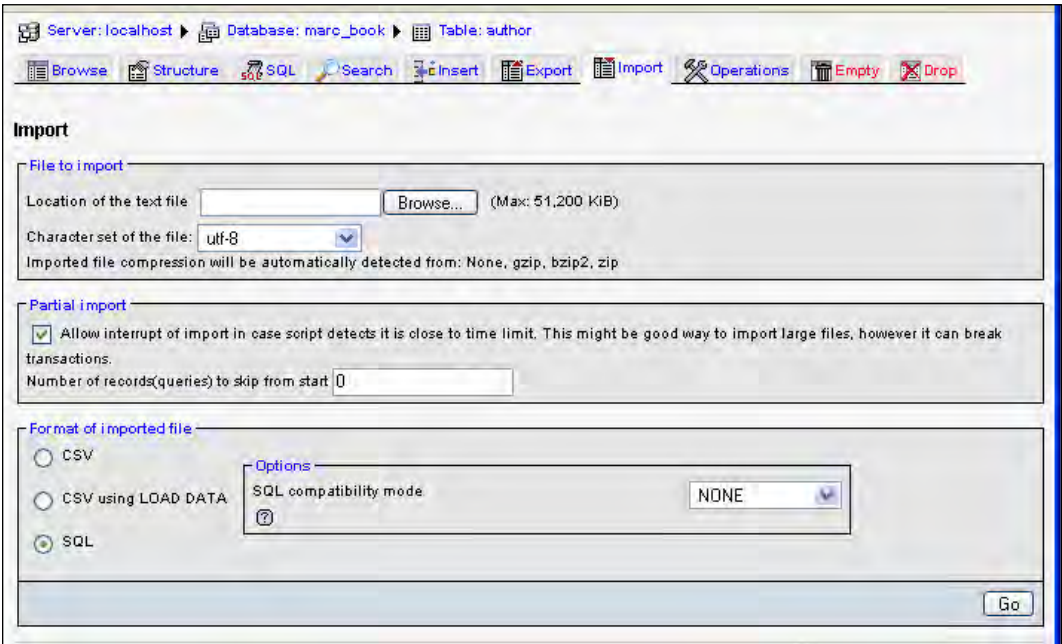 Server: localhost Database: marc_book Table: author
Browse Structure SQL Search Insert Export Import Operations Empty Drop
Import
File to import
Location of the text file Browse... (Max: 51,200 KiB)
Character set of the file: utf-8
Imported file compression will be automatically detected from: None, gzip, bzip2, zip
Partial import
Allow interrupt of import in case script detects it is close to time limit. This might be good way to import large files, however it can break
transactions.
Number of records(queries) to skip from start 0
Format of imported file
CSV
Options
CSV using LOAD DATA
SQL compatibility mode NONE
SQL
Go